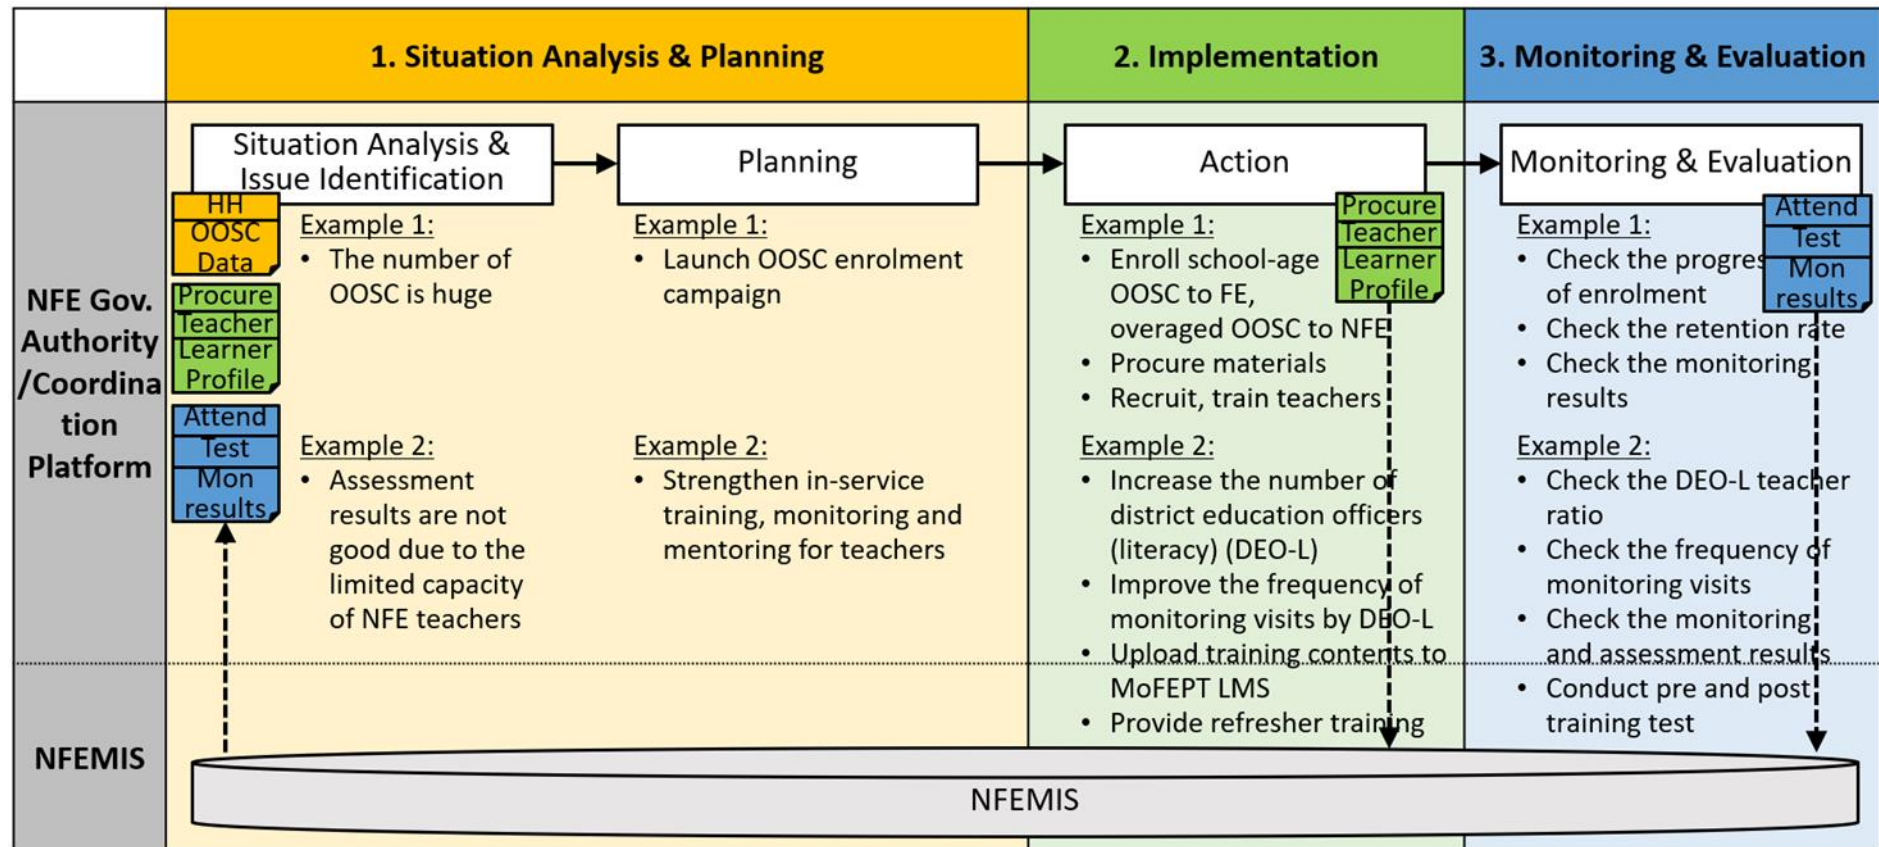 1. Situation Analysis & Planning
2. Implementation
3. Monitoring & Evaluation
NFE Gov.
Authority
/Coordina
tion
Platform
Situation Analysis &
Issue Identification
HH
OOSC
Data
Procure
Teacher
Learner
Profile
Attend
Test
Mon
results
Example 1:
• The number of
OOSC is huge
Example 2:
• Assessment
results are not
good due to the
limited capacity
of NFE teachers
Planning
Example 1:
• Launch OOSC enrolment
campaign
Example 2:
• Strengthen in-service
training, monitoring and
mentoring for teachers
Action
Procure
Teacher
Learner
Profile
Example 1:
• Enroll school-age
OOSC to FE,
overaged OOSC to NFE
• Procure materials
• Recruit, train teachers
Example 2:
• Increase the number of
district education officers
(literacy) (DEO-L)
• Improve the frequency of
monitoring visits by DEO-L
• Upload training contents to
MoFEPT LMS
• Provide refresher training
Monitoring & Evaluation
Attend
Test
Mon
results
Example 1:
• Check the progres
of enrolment
• Check the retention rate
• Check the monitoring
results
Example 2:
• Check the DEO-L teacher
ratio
• Check the frequency of
monitoring visits
• Check the monitoring
and assessment results
• Conduct pre and post
training test
NFEMIS
NFEMIS